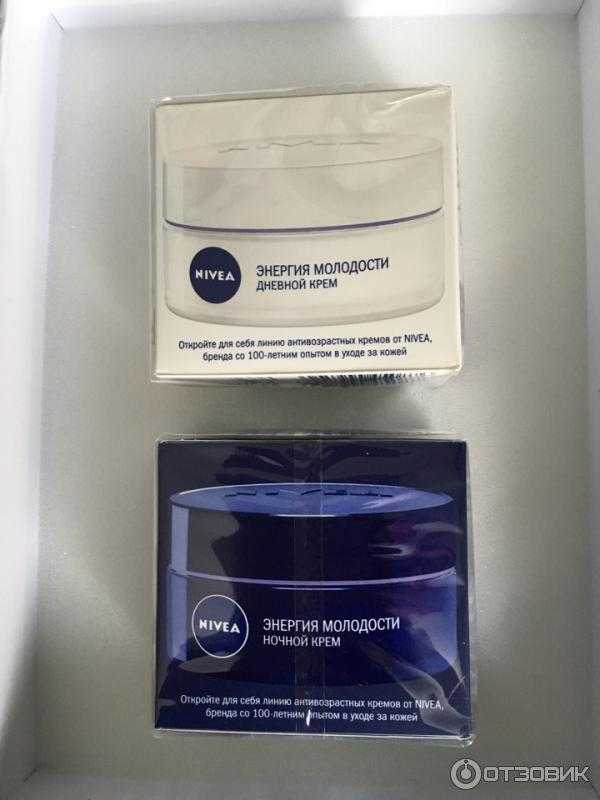 NIVEA
ЭНЕРГИЯ МОЛОДОСТИ
ДНЕВНОЙ КРЕМ
Откройте для себя линию антивозрастных кремов от NIVEA,
бренда со 100-летним опытом в уходе за кожей
NIVEA
ЭНЕРГИЯ МОЛОДОСТИ
НОЧНОЙ КРЕМ
Откройте для себя линию антивозрастных кремов от NIVEA,
бренда со 100-летним опытом в уходе за кожей
ОТЗОВИК